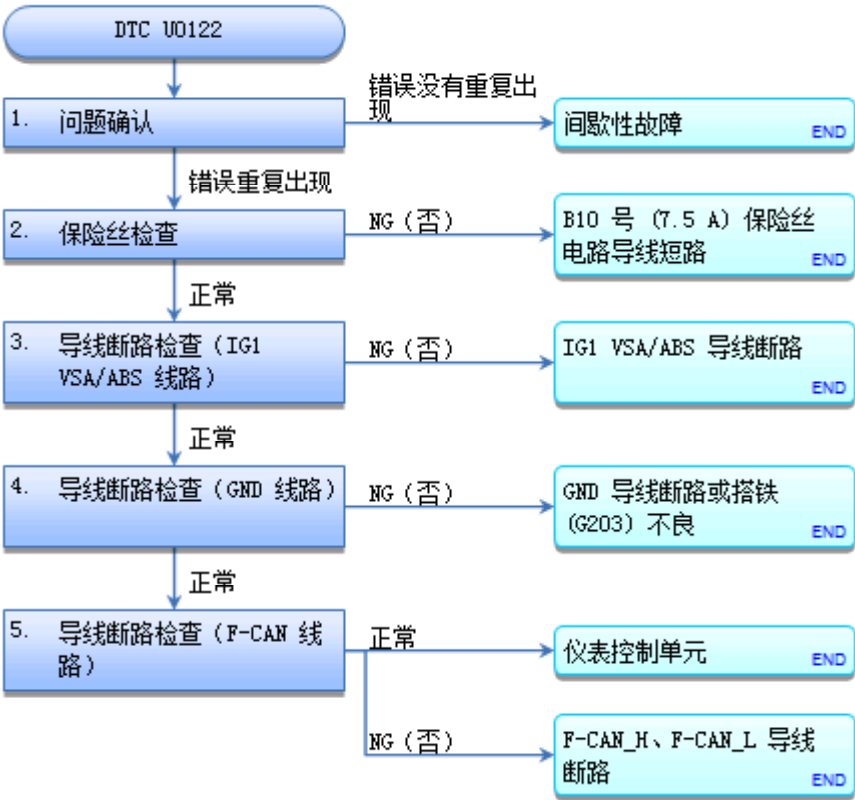 DTC U0122
错误没有重复出
现
1. 问题确认
间歇性故障
END
错误重复出现
2. 保险丝检查
NG（否）
B10 号 (7.5 A) 保险丝
电路导线短路
END
正常
3. 导线断路检查（IG1
VSA/ABS 线路）
NG（否）
IG1 VSA/ABS 导线断路
END
正常
4. 导线断路检查（GND 线路）
NG（否）
GND 导线断路或搭铁
(G203) 不良
END
正常
5. 导线断路检查（F-CAN 线
路）
正常
仪表控制单元
END
NG（否）
F-CAN_H、F-CAN_L 导线
断路
END